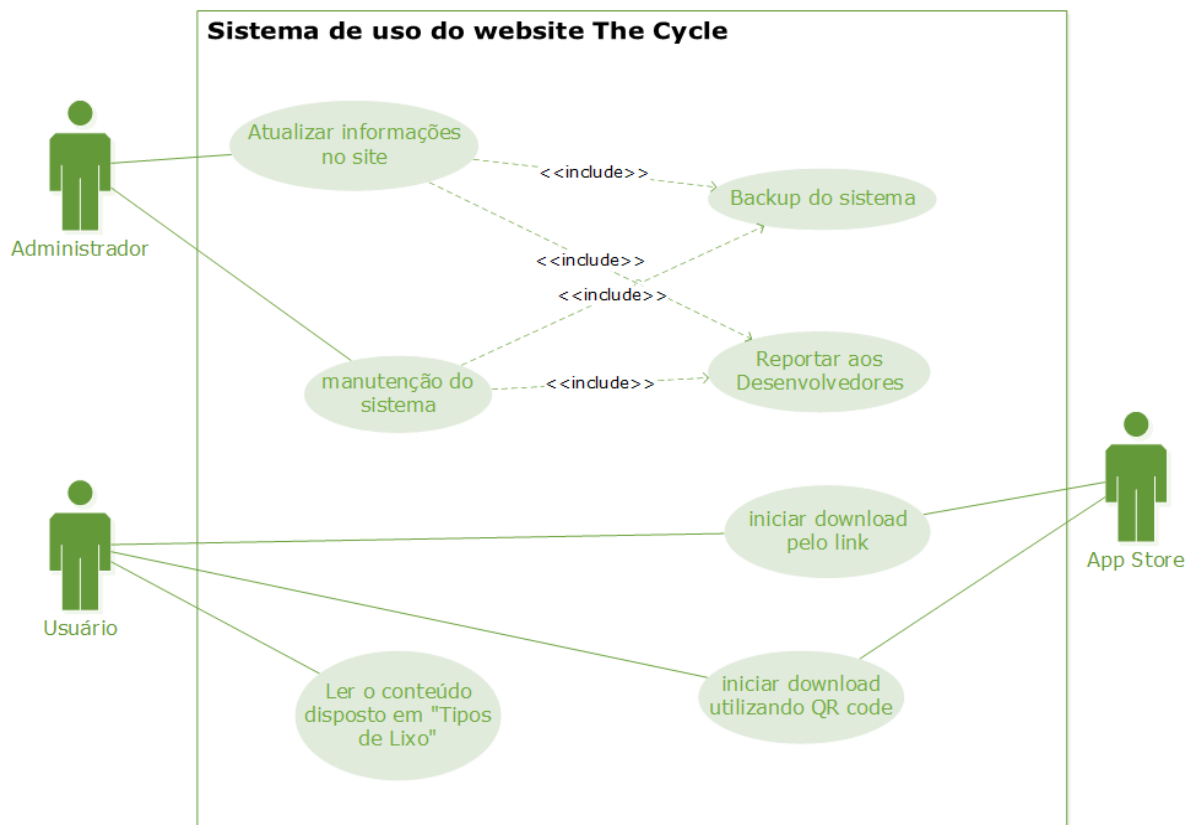 Sistema de uso do website The Cycle
Atualizar informações
no site
<<include>>
Backup do sistema
Administrador
<<include>>
<<include>>
Reportar aos
Desenvolvedores
manutenção do
sistema
<<include>>
iniciar download
pelo link
App Store
Usuário
Ler o conteúdo
disposto em "Tipos
de Lixo"
iniciar download
utilizando QR code